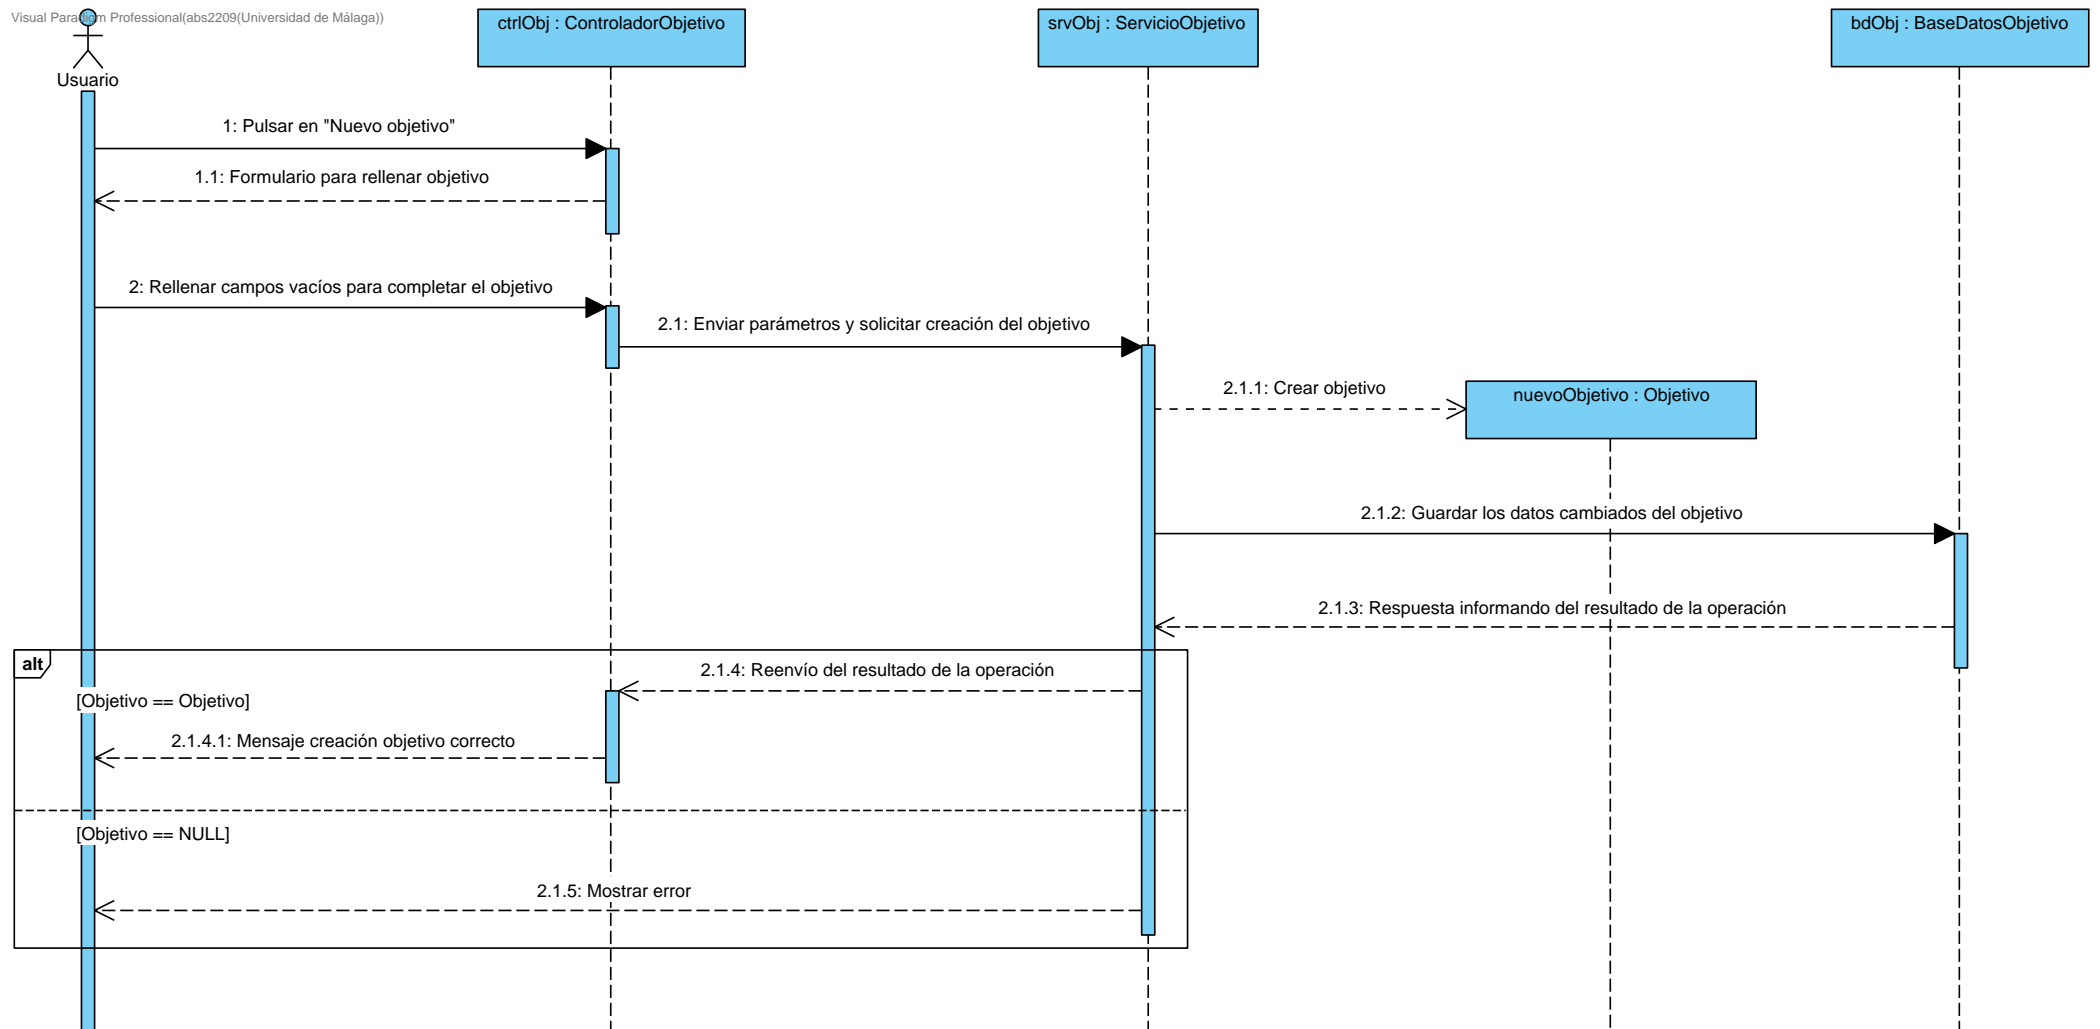 Visual Paradigm Professional(abs2209(Universidad de Málaga))
ctrlObj : ControladorObjetivo
srvObj : ServicioObjetivo
bdObj : BaseDatosObjetivo
Usuario
1: Pulsar en "Nuevo objetivo"
1.1: Formulario para rellenar objetivo
2: Rellenar campos vacíos para completar el objetivo
2.1: Enviar parámetros y solicitar creación del objetivo
2.1.1: Crear objetivo
nuevoObjetivo : Objetivo
2.1.2: Guardar los datos cambiados del objetivo
2.1.3: Respuesta informando del resultado de la operación
alt
2.1.4: Reenvío del resultado de la operación
[Objetivo == Objetivo]
2.1.4.1: Mensaje creación objetivo correcto
[Objetivo == NULL]
2.1.5: Mostrar error